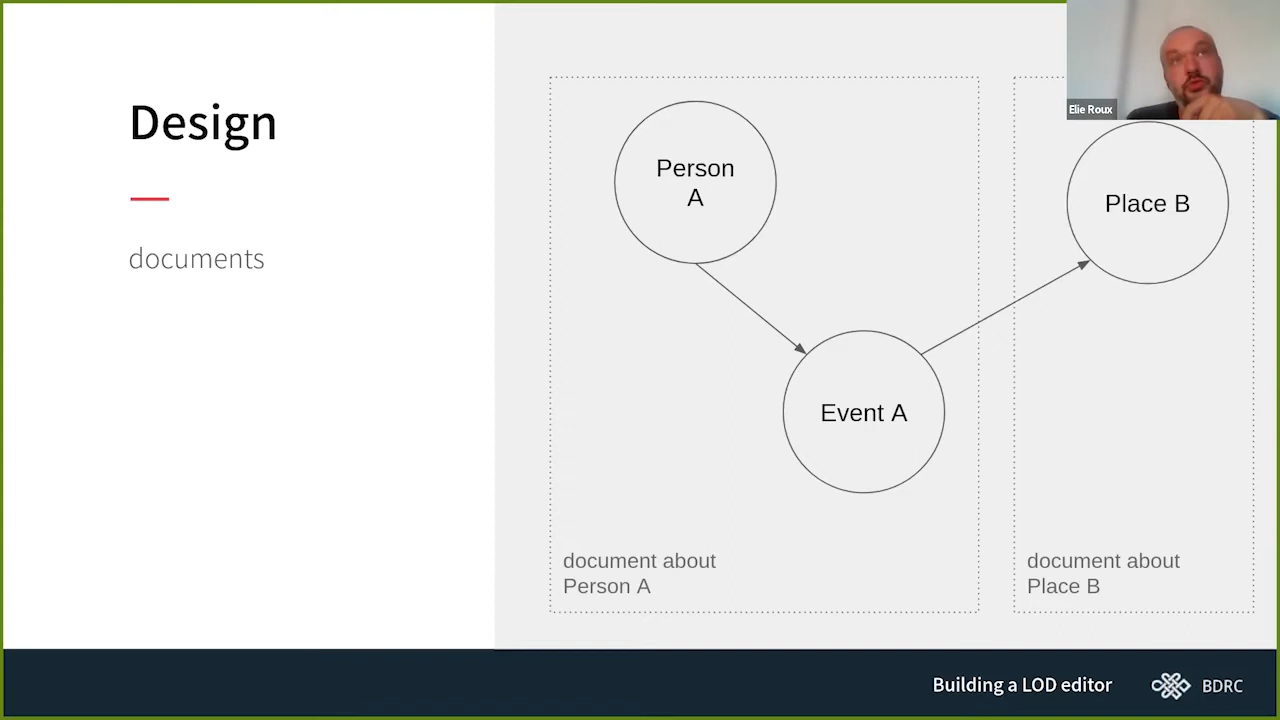 Design
documents
Person
A
Place B
Event A
document about
Person A
document about
Place B
Elie Roux
Building a LOD editor
BDRC